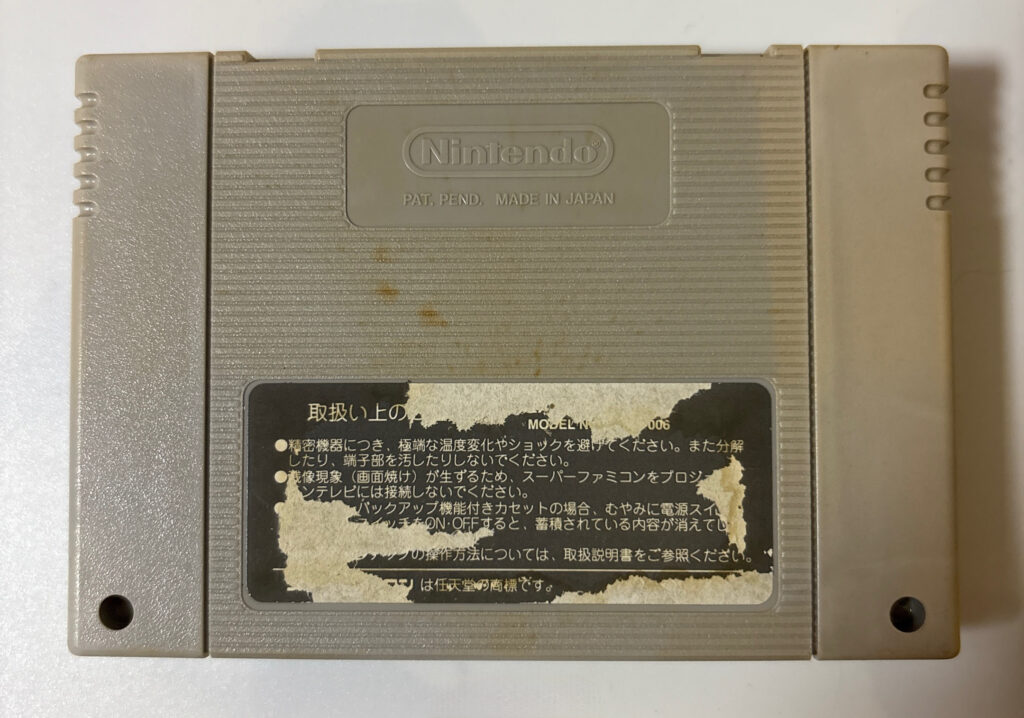 Nintendo®
PAT. PEND. MADE IN JAPAN
取扱い上の
MODEL N 006
●精密機器につき、極端な温度変化やショックを避けてください。また分解
したり、端子部を汚したりしないでください。
●残像現象（画面焼け）が生ずるため、スーパーファミコンをプロジ
ンテレビには接続しないでください。
バックアップ機能付きカセットの場合、むやみに電源スイ
イッチをON・OFFすると、蓄積されている内容が消えてし
の操作方法については、取扱説明書をご参照ください。
は任天堂の商標です。